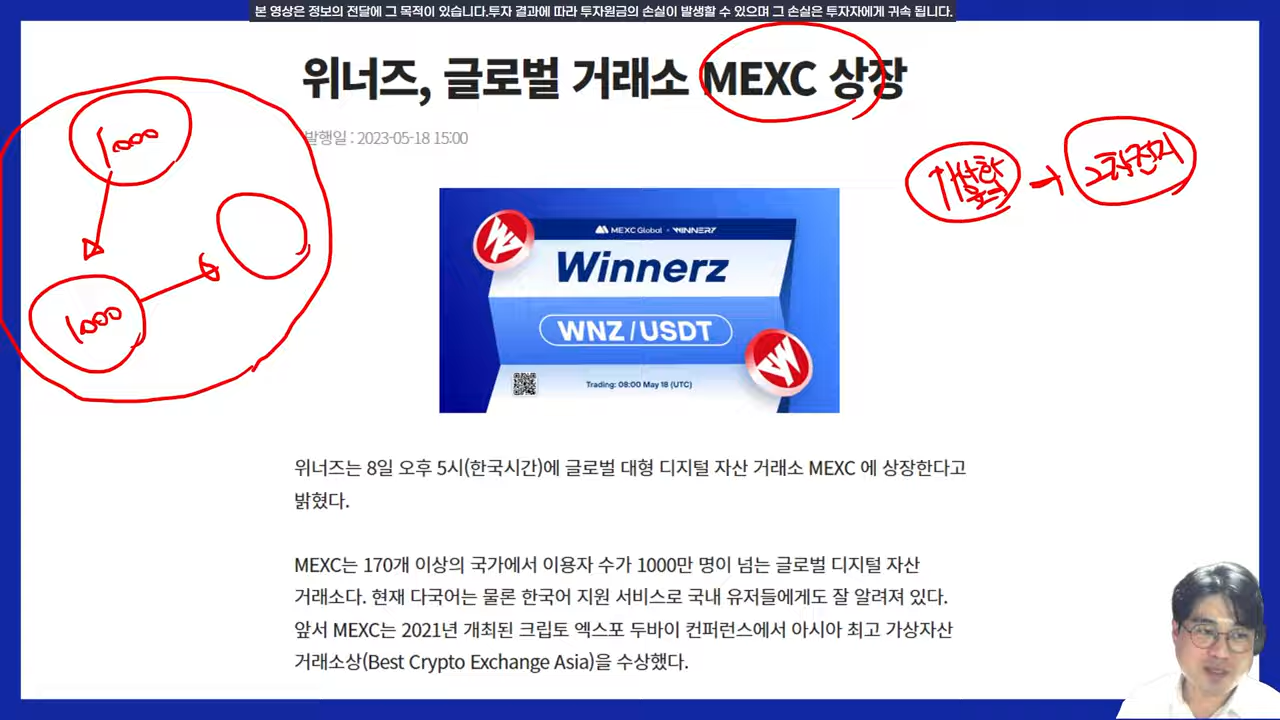 본 영상은 정보의 전달에 그 목적이 있습니다.투자 결과에 따라 투자원금의 손실이 발생할 수 있으며 그 손실은 투자자에게 귀속 됩니다.
위너즈, 글로벌 거래소 MEXC 상장
발행일 : 2023-05-18 15:00
1000
1000
MEXC Global × WINNERZ
Winnerz
WNZ / USDT
Trading: 08:00 May 18 (UTC)
위너즈는 8일 오후 5시(한국시간)에 글로벌 대형 디지털 자산 거래소 MEXC 에 상장한다고
밝혔다.
MEXC는 170개 이상의 국가에서 이용자 수가 1000만 명이 넘는 글로벌 디지털 자산
거래소다. 현재 다국어는 물론 한국어 지원 서비스로 국내 유저들에게도 잘 알려져 있다.
앞서 MEXC는 2021년 개최된 크립토 엑스포 두바이 컨퍼런스에서 아시아 최고 가상자산
거래소상(Best Crypto Exchange Asia)을 수상했다.